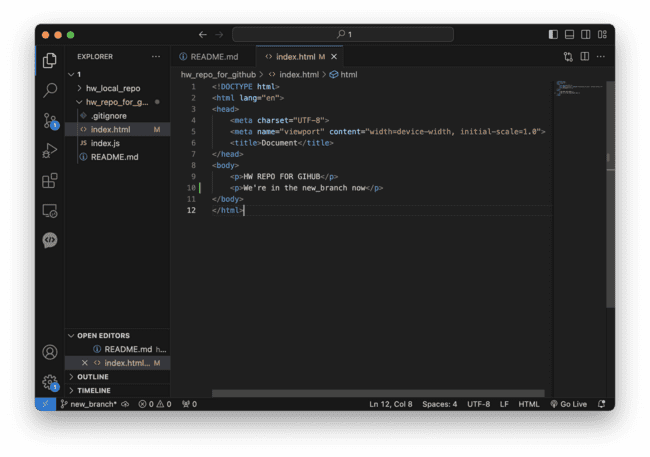 1
EXPLORER
1
hw_local_repo
hw_repo_for_g...
.gitignore
index.html M
JS index.js
README.md
OPEN EDITORS
README.md h...
index.html... M
OUTLINE
TIMELINE
README.md
index.html M
hw_repo_for_github > index.html > html
1 <!DOCTYPE html>
2 <html lang="en">
3 <head>
4 <meta charset="UTF-8">
5 <meta name="viewport" content="width=device-width, initial-scale=1.0">
6 <title>Document</title>
7 </head>
8 <body>
9 <p>HW REPO FOR GIHUB</p>
10 <p>We're in the new_branch now</p>
11 </body>
12 </html>
1
1
new_branch* 0 0 0 Ln 12, Col 8 Spaces: 4 UTF-8 LF HTML Go Live